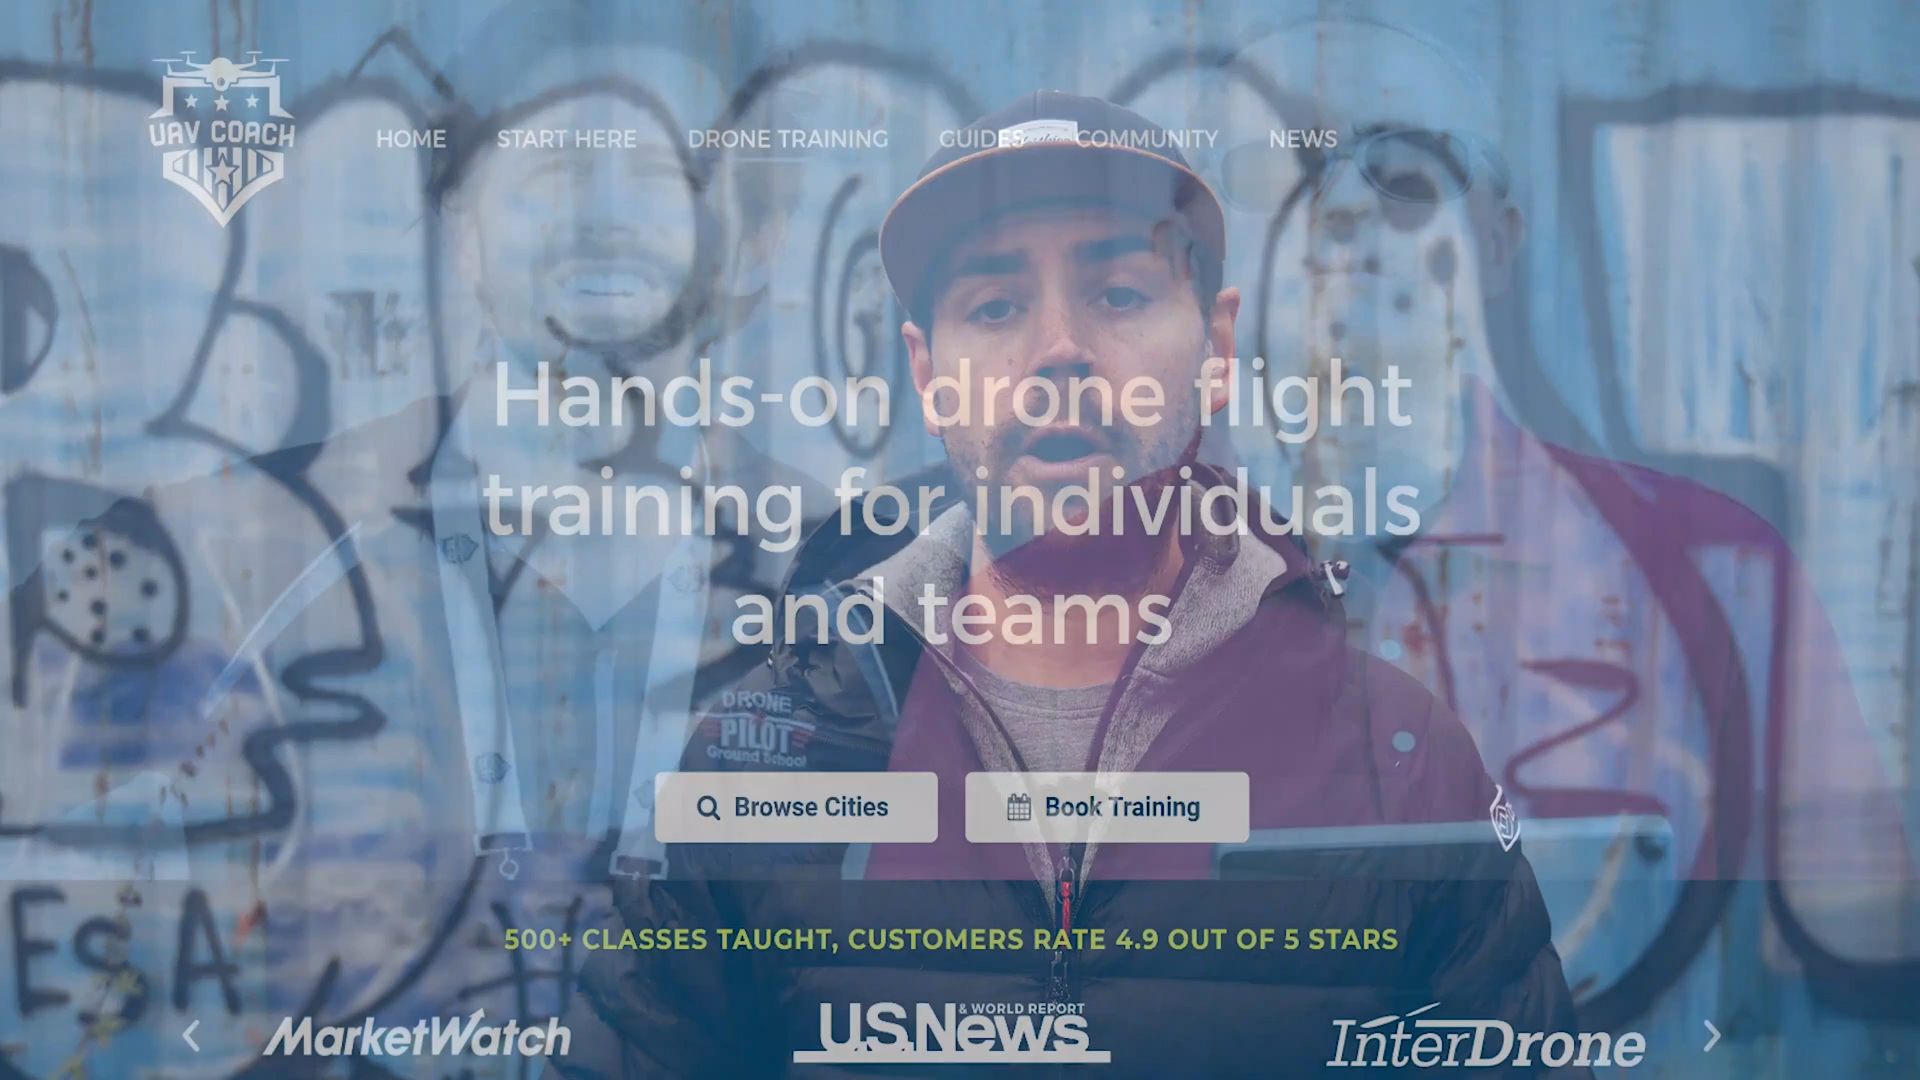 UAV COACH
HOME
START HERE
DRONE TRAINING
GUIDES
COMMUNITY
NEWS
Hands-on drone flight
training for individuals
and teams
DRONE
PILOT
Ground School
Browse Cities
Book Training
ESA
500+ CLASSES TAUGHT, CUSTOMERS RATE 4.9 OUT OF 5 STARS
MarketWatch
U.S.News
& WORLD REPORT
InterDrone